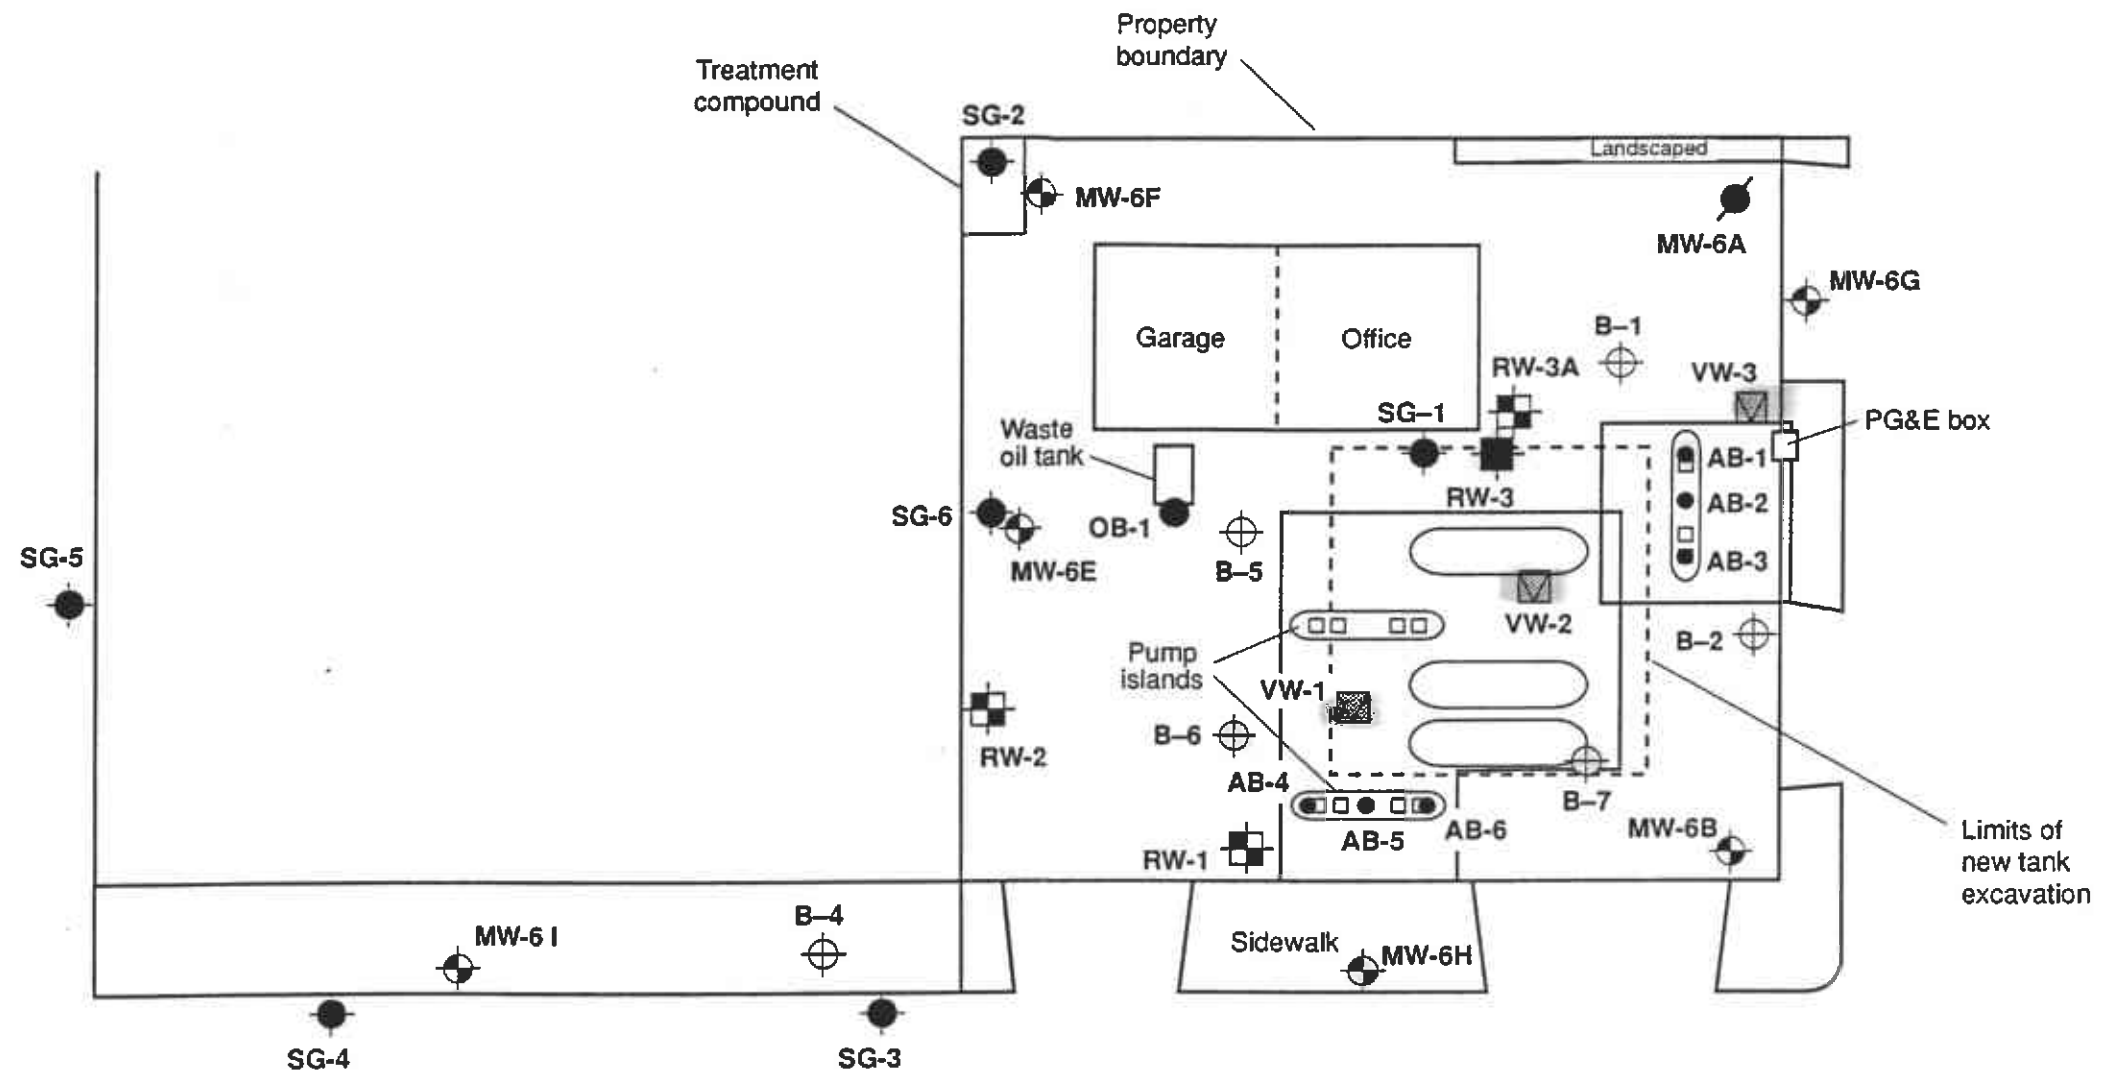 Property
boundary
Treatment
compound
SG-2
Landscaped
MW-6F
MW-6A
MW-6G
B–1
Garage
Office
RW-3A
VW-3
SG–1
PG&E box
Waste
oil tank
AB-1
RW-3
AB-2
SG-6
OB-1
SG-5
AB-3
MW-6E
B–5
VW-2
B–2
Pump
islands
VW-1
B–6
RW-2
AB-4
B–7
AB-5
AB-6
MW-6B
RW-1
Limits of
new tank
excavation
B–4
MW-6 I
Sidewalk
MW-6H
SG-4
SG-3